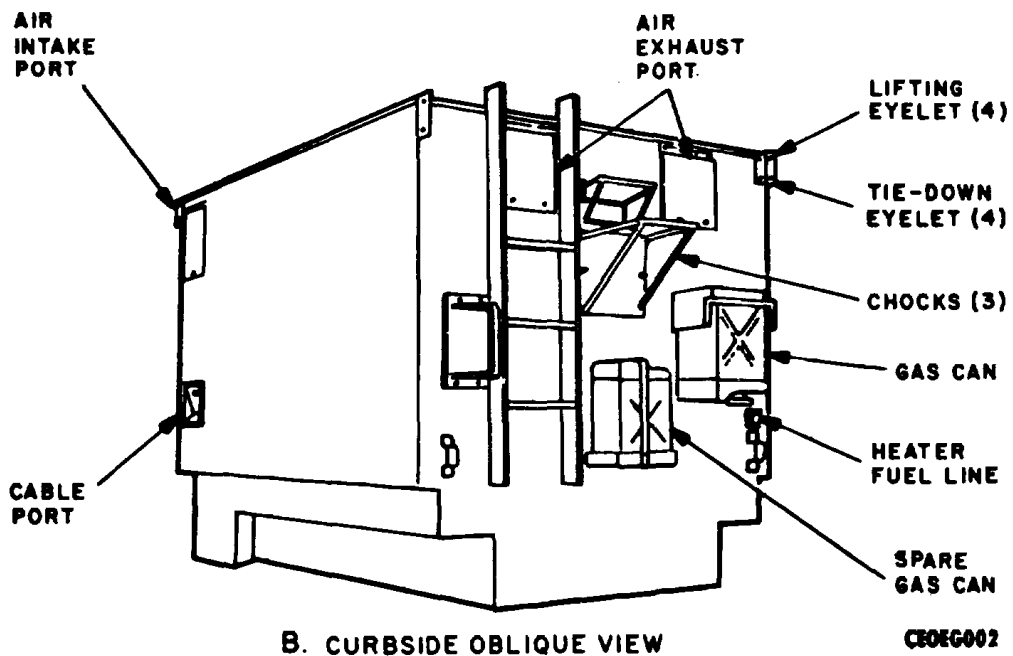 AIR
INTAKE
PORT
AIR
EXHAUST
PORT
LIFTING
EYELET (4)
TIE-DOWN
EYELET (4)
CHOCKS (3)
GAS CAN
HEATER
FUEL LINE
CABLE
PORT
SPARE
GAS CAN
B. CURBSIDE OBLIQUE VIEW
CEOEG002